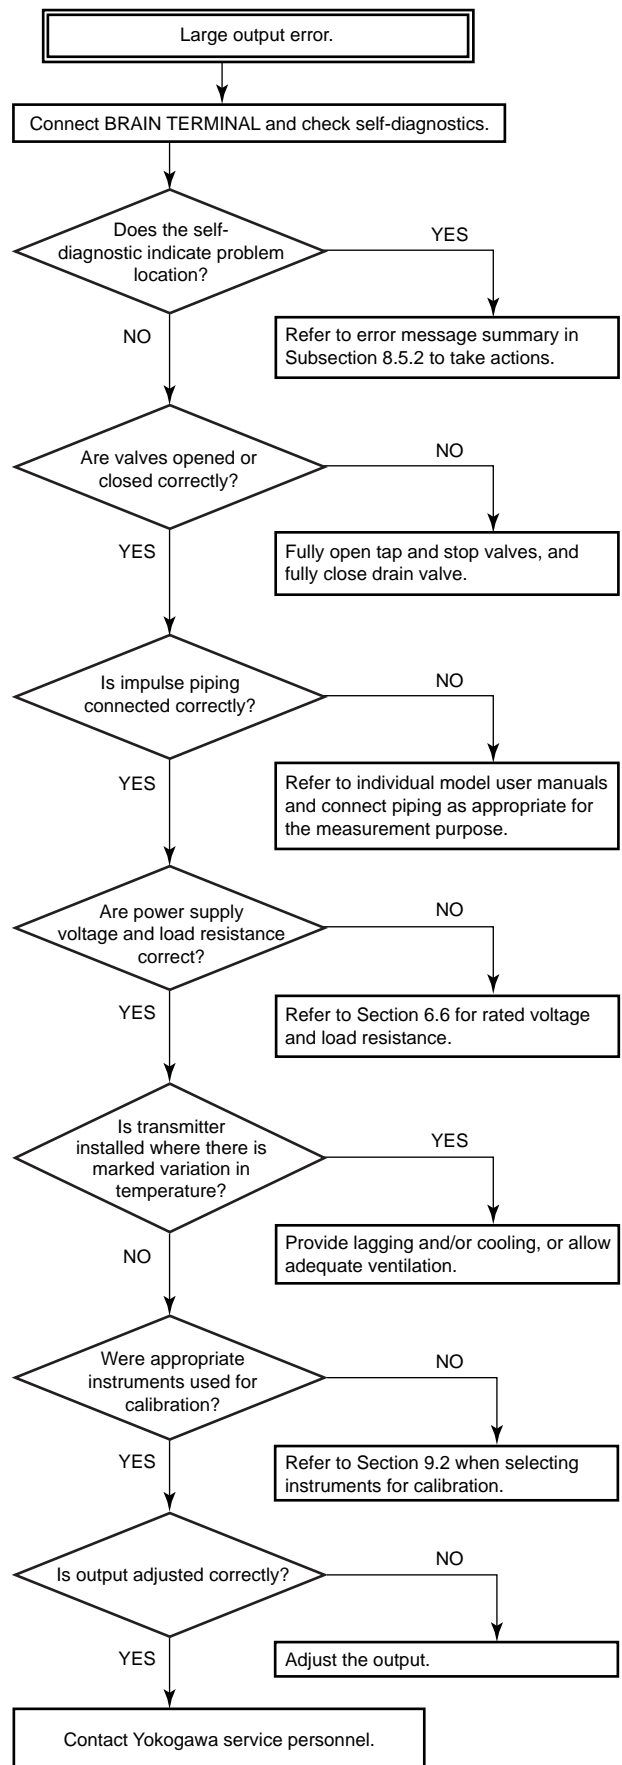 Large output error.
Connect BRAIN TERMINAL and check self-diagnostics.
Does the self-
diagnostic indicate problem
location?
YES
NO
Refer to error message summary in
Subsection 8.5.2 to take actions.
Are valves opened or
closed correctly?
NO
YES
Fully open tap and stop valves, and
fully close drain valve.
Is impulse piping
connected correctly?
NO
YES
Refer to individual model user manuals
and connect piping as appropriate for
the measurement purpose.
Are power supply
voltage and load resistance
correct?
NO
YES
Refer to Section 6.6 for rated voltage
and load resistance.
Is transmitter
installed where there is
marked variation in
temperature?
YES
NO
Provide lagging and/or cooling, or allow
adequate ventilation.
Were appropriate
instruments used for
calibration?
NO
YES
Refer to Section 9.2 when selecting
instruments for calibration.
Is output adjusted correctly?
NO
YES
Adjust the output.
Contact Yokogawa service personnel.